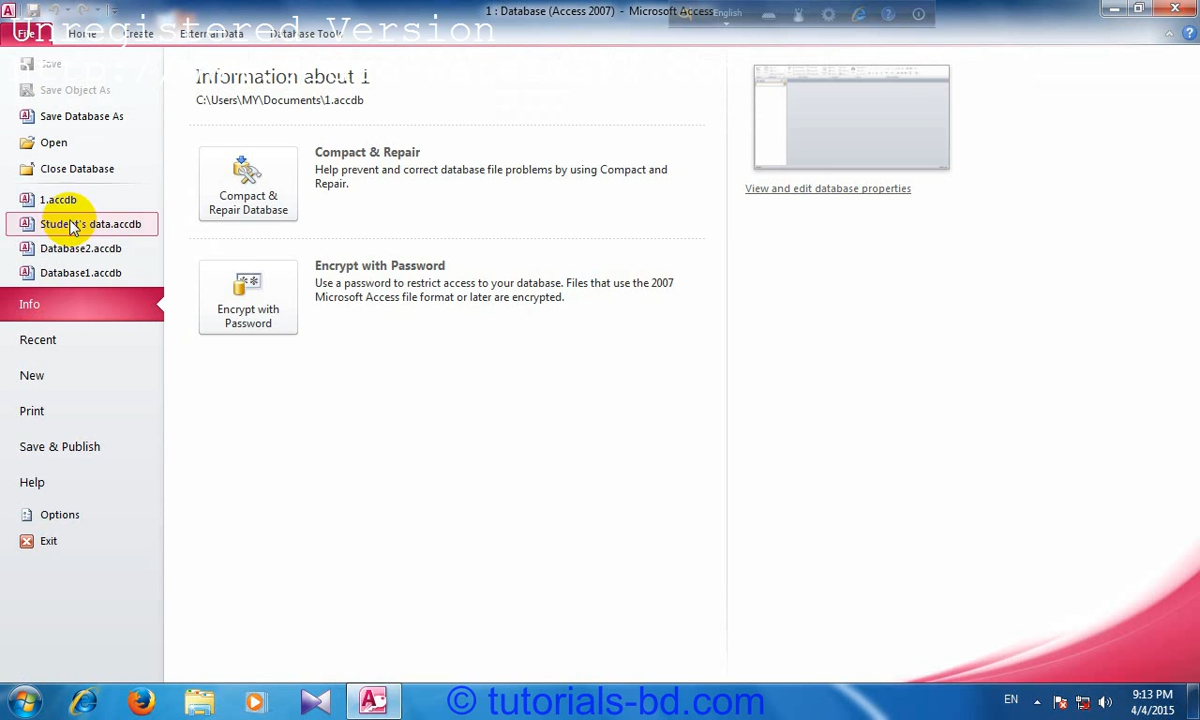 1 : Database (Access 2007) - Microsoft Access
English
Unregistered Version
File
Home
Create
External Data
Database Tools
Save
Save Object As
Save Database As
Open
Close Database
1.accdb
Student's data.accdb
Database2.accdb
Database1.accdb
Info
Recent
New
Print
Save & Publish
Help
Options
Exit
Information about 1
C:\Users\MY\Documents\1.accdb
Compact &
Repair Database
Compact & Repair
Help prevent and correct database file problems by using Compact and
Repair.
Encrypt with
Password
Encrypt with Password
Use a password to restrict access to your database. Files that use the 2007
Microsoft Access file format or later are encrypted.
View and edit database properties
© tutorials-bd.com
EN
9:13 PM
4/4/2015